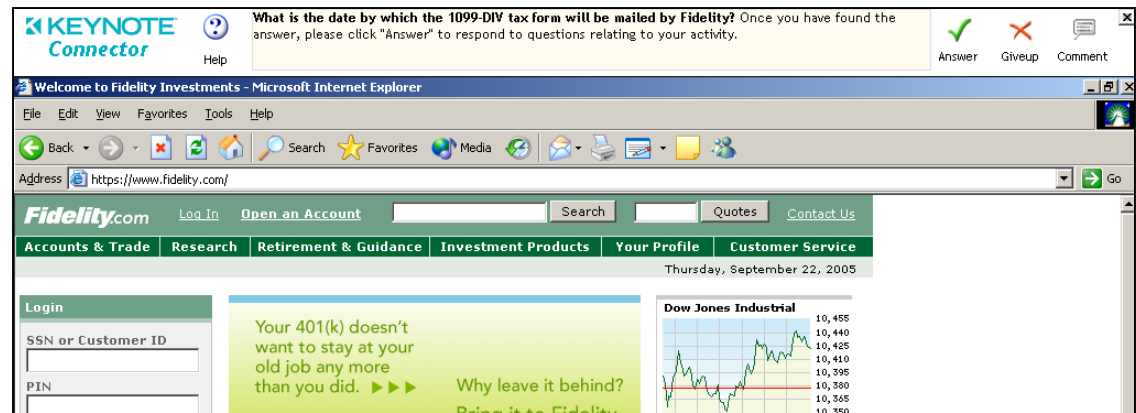 KEYNOTE
Connector
Help
What is the date by which the 1099-DIV tax form will be mailed by Fidelity? Once you have found the
answer, please click "Answer" to respond to questions relating to your activity.
Answer Giveup Comment
Welcome to Fidelity Investments - Microsoft Internet Explorer
File Edit View Favorites Tools Help
Back Search Favorites Media
Address https://www.fidelity.com/ Go
Fidelity.com Log In Open an Account Search Quotes Contact Us
Accounts & Trade Research Retirement & Guidance Investment Products Your Profile Customer Service
Thursday, September 22, 2005
Login
SSN or Customer ID
PIN
Your 401(k) doesn't
want to stay at your
old job any more
than you did.
Why leave it behind?
Bring it to Fidelity
Dow Jones Industrial
10,455
10,440
10,425
10,410
10,395
10,380
10,365
10,350